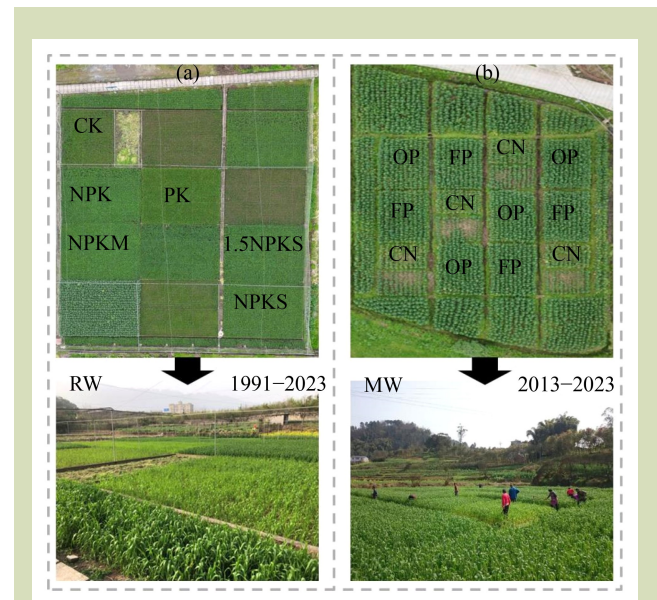 (a)
CK
NPK PK
NPKM 1.5NPKS
NPKS
RW 1991−2023
(b)
OP FP CN OP
FP CN OP FP
CN OP FP CN
MW 2013−2023